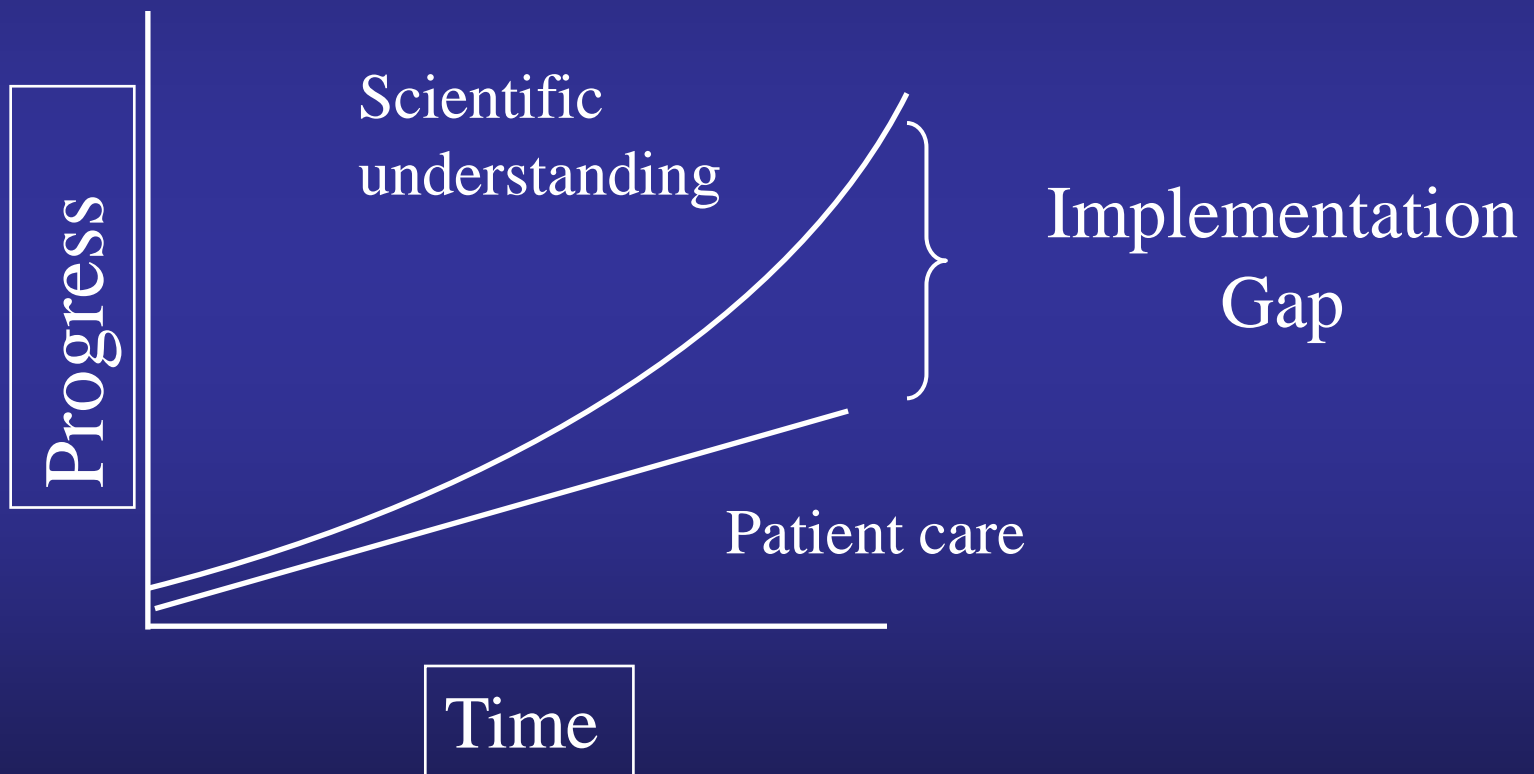 Scientific
understanding
Implementation
Gap
Progress
Patient care
Time